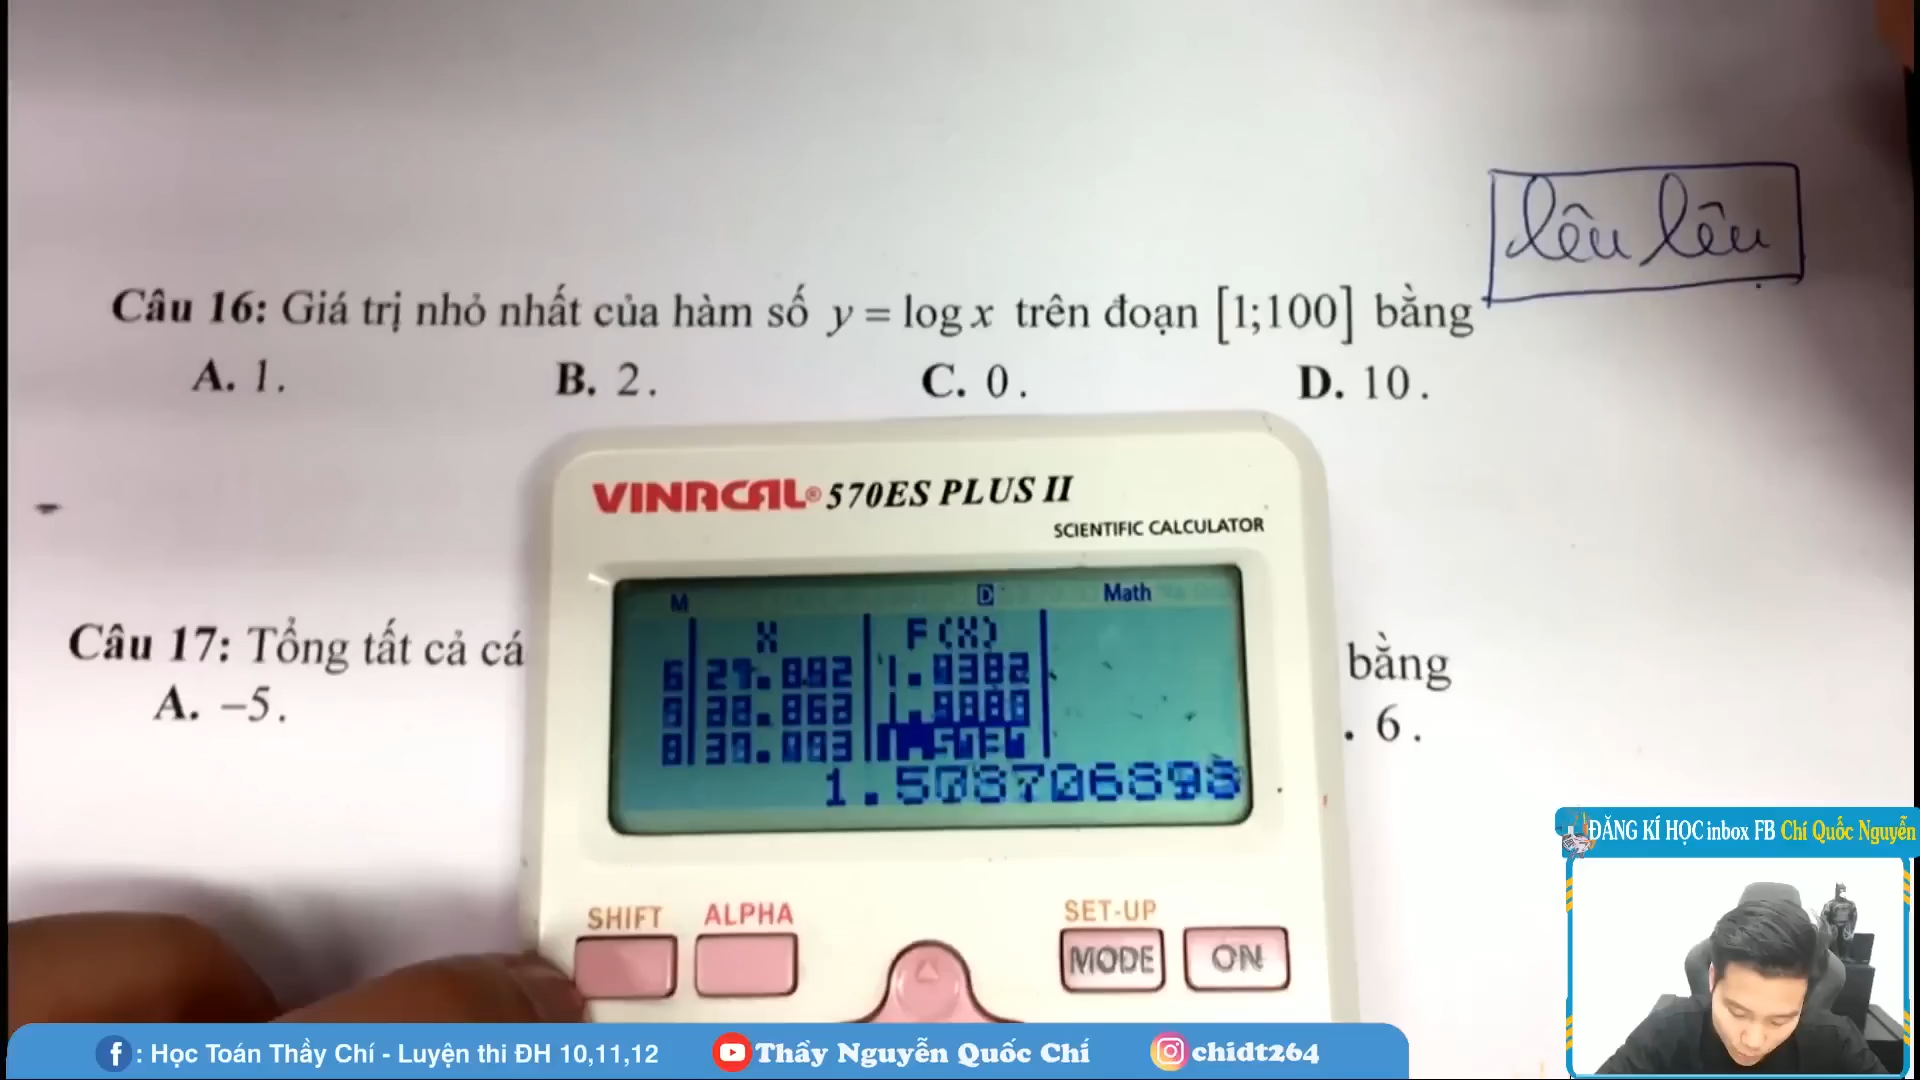 lêu lêu
Câu 16: Giá trị nhỏ nhất của hàm số y = log x trên đoạn [1;100] bằng
A. 1. B. 2. C. 0. D. 10.
VINACAL® 570ES PLUS II
SCIENTIFIC CALCULATOR
M D Math
X F(X)
Câu 17: Tổng tất cả cá bằng
A. −5. . 6.
SHIFT ALPHA SET-UP
MODE ON
ĐĂNG KÍ HỌC inbox FB Chí Quốc Nguyễn
f : Học Toán Thầy Chí - Luyện thi ĐH 10,11,12 Thầy Nguyễn Quốc Chí chidt264